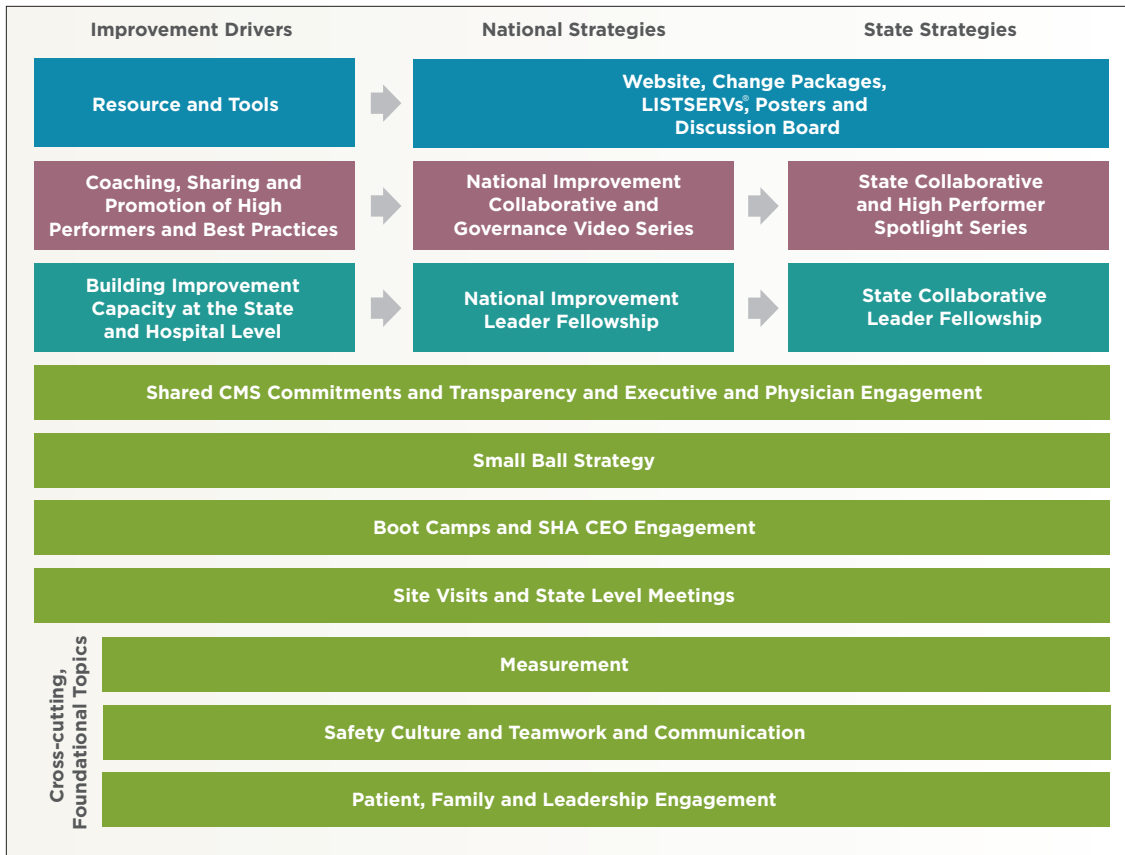 Improvement Drivers
National Strategies
State Strategies
Resource and Tools
Website, Change Packages,
LISTSERVs®, Posters and
Discussion Board
Coaching, Sharing and
Promotion of High
Performers and Best Practices
National Improvement
Collaborative and
Governance Video Series
State Collaborative
and High Performer
Spotlight Series
Building Improvement
Capacity at the State
and Hospital Level
National Improvement
Leader Fellowship
State Collaborative
Leader Fellowship
Shared CMS Commitments and Transparency and Executive and Physician Engagement
Small Ball Strategy
Boot Camps and SHA CEO Engagement
Site Visits and State Level Meetings
Cross-cutting,
Foundational Topics
Measurement
Safety Culture and Teamwork and Communication
Patient, Family and Leadership Engagement